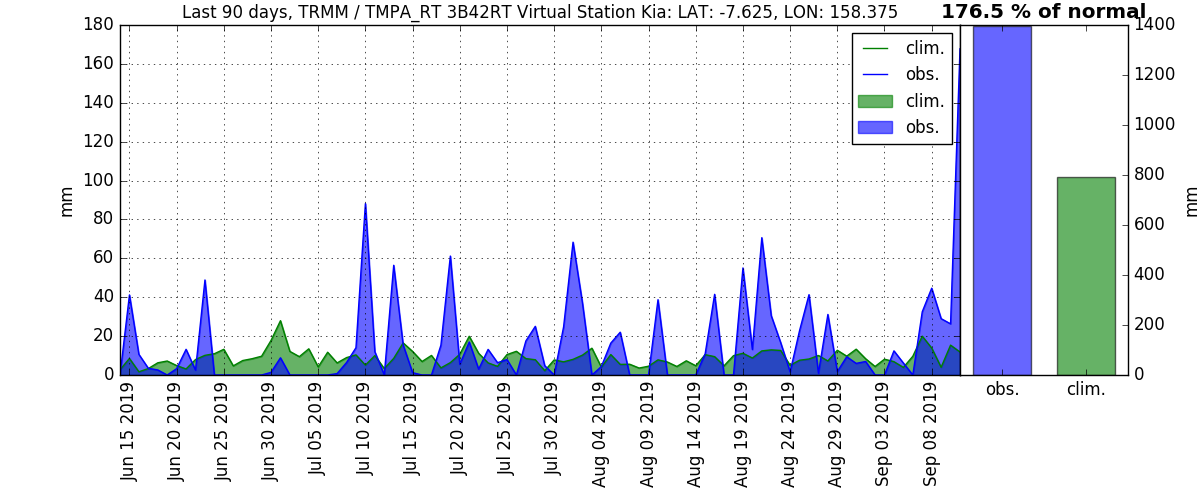 Last 90 days, TRMM / TMPA_RT 3B42RT Virtual Station Kia: LAT: -7.625, LON: 158.375
176.5 % of normal
180
160
140
120
100
80
60
40
20
0
mm
clim.
obs.
clim.
obs.
1400
1200
1000
800
600
400
200
0
mm
obs.
clim.
Jun 15 2019
Jun 20 2019
Jun 25 2019
Jun 30 2019
Jul 05 2019
Jul 10 2019
Jul 15 2019
Jul 20 2019
Jul 25 2019
Jul 30 2019
Aug 04 2019
Aug 09 2019
Aug 14 2019
Aug 19 2019
Aug 24 2019
Aug 29 2019
Sep 03 2019
Sep 08 2019